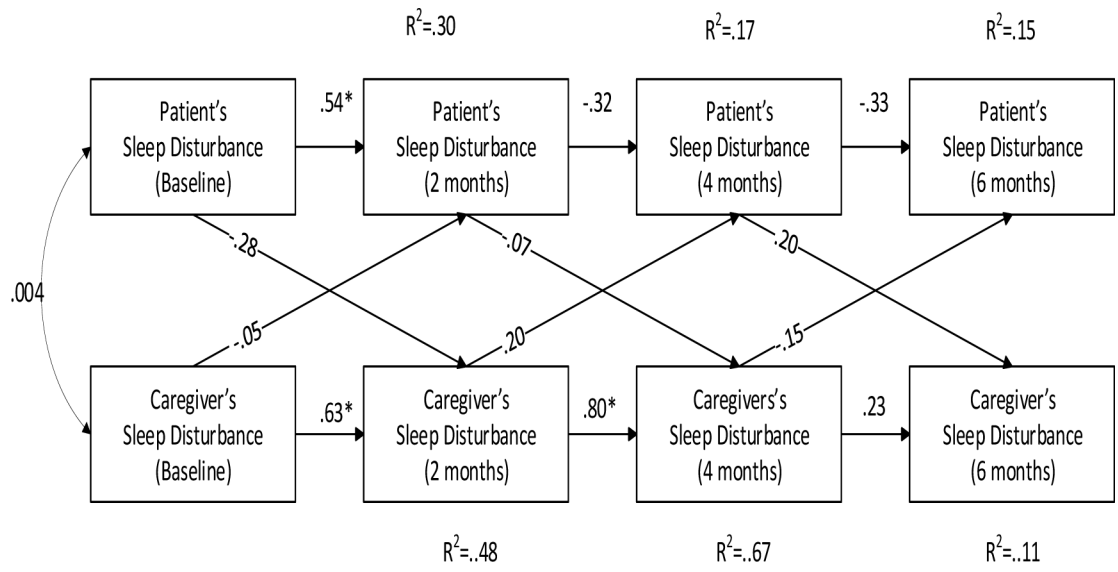 R²=.30
R²=.17
R²=.15
Patient's
Sleep Disturbance
(Baseline)
.54*
Patient's
Sleep Disturbance
(2 months)
-.32
Patient's
Sleep Disturbance
(4 months)
-.33
Patient's
Sleep Disturbance
(6 months)
-.28
-.07
.20
.004
-.05
.20
-.15
Caregiver's
Sleep Disturbance
(Baseline)
.63*
Caregiver's
Sleep Disturbance
(2 months)
.80*
Caregivers's
Sleep Disturbance
(4 months)
.23
Caregiver's
Sleep Disturbance
(6 months)
R²=..48
R²=..67
R²=..11